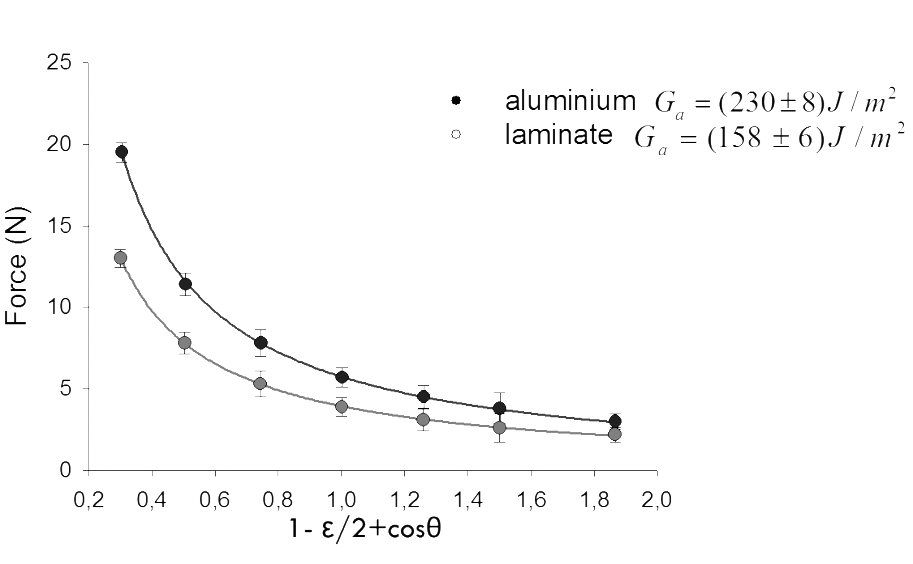 25
aluminium G_a = (230±8)J/m²
laminate G_a = (158 ± 6)J/m²
20
15
10
5
0
Force (N)
0,2 0,4 0,6 0,8 1,0 1,2 1,4 1,6 1,8 2,0
1- ε/2+cosθ